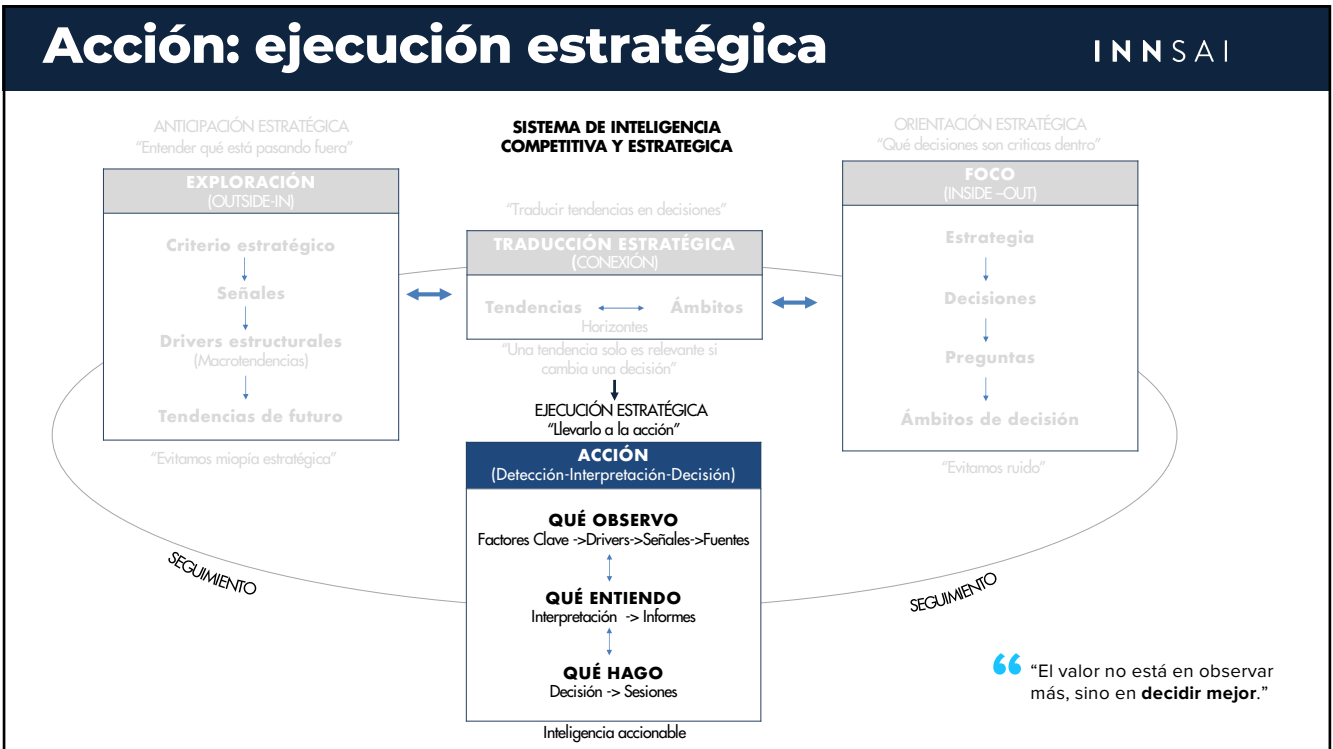 Acción: ejecución estratégica
INNSAI
ANTICIPACIÓN ESTRATÉGICA
“Entender qué está pasando fuera”
EXPLORACIÓN
(OUTSIDE-IN)
Criterio estratégico
Señales
Drivers estructurales
(Macrotendencias)
Tendencias de futuro
“Evitamos miopía estratégica”
SISTEMA DE INTELIGENCIA
COMPETITIVA Y ESTRATEGICA
“Traducir tendencias en decisiones”
TRADUCCIÓN ESTRATÉGICA
(CONEXIÓN)
Tendencias
Ámbitos
Horizontes
“Una tendencia solo es relevante si
cambia una decisión”
ORIENTACIÓN ESTRATÉGICA
“Qué decisiones son criticas dentro”
FOCO
(INSIDE –OUT)
Estrategia
Decisiones
Preguntas
Ámbitos de decisión
“Evitamos ruido”
EJECUCIÓN ESTRATÉGICA
“Llevarlo a la acción”
ACCIÓN
(Detección-Interpretación-Decisión)
QUÉ OBSERVO
Factores Clave ->Drivers->Señales->Fuentes
QUÉ ENTIENDO
Interpretación -> Informes
QUÉ HAGO
Decisión -> Sesiones
Inteligencia accionable
SEGUIMIENTO
SEGUIMIENTO
“El valor no está en observar
más, sino en decidir mejor.”